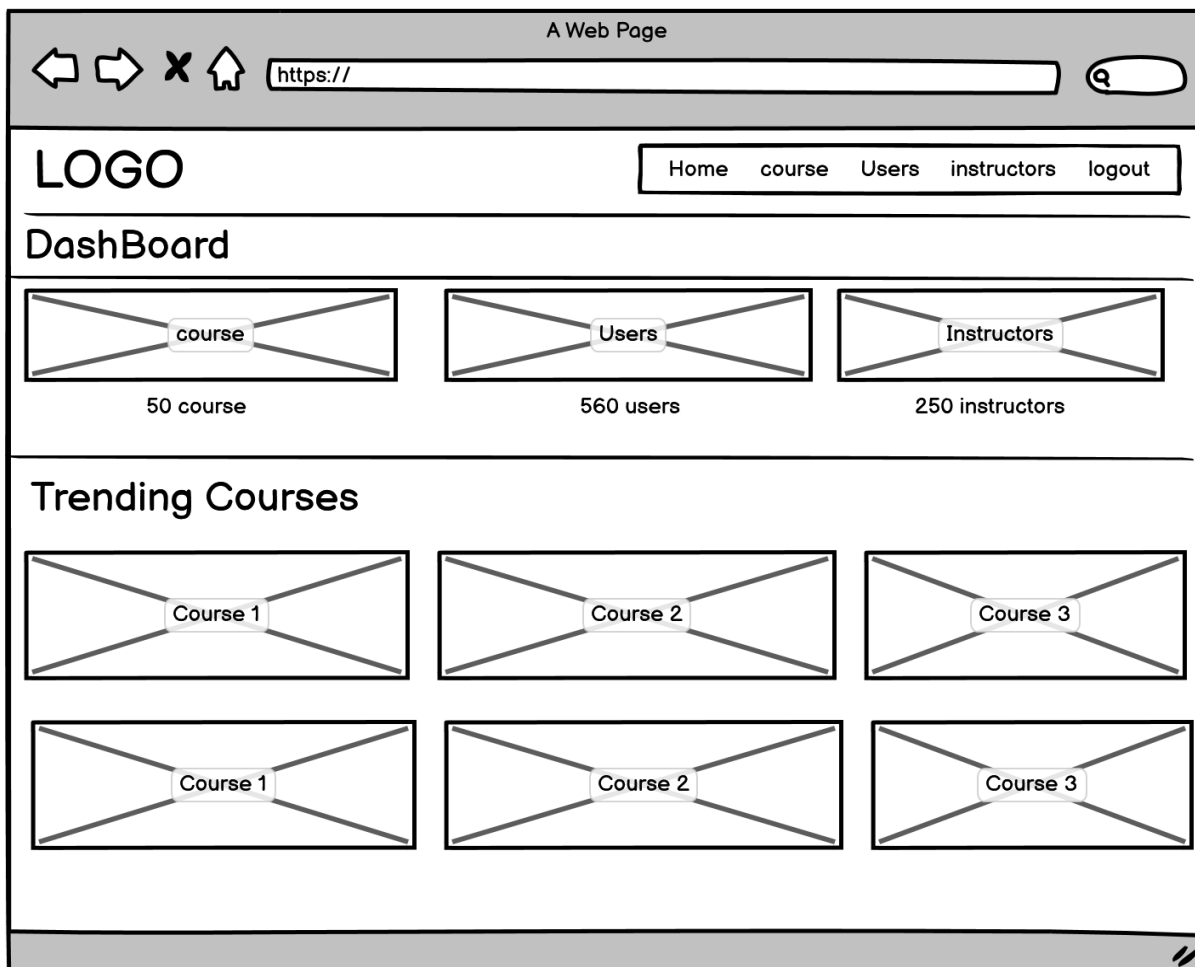 A Web Page
https://
LOGO
Home course Users instructors logout
DashBoard
course Users Instructors
50 course 560 users 250 instructors
Trending Courses
Course 1 Course 2 Course 3
Course 1 Course 2 Course 3